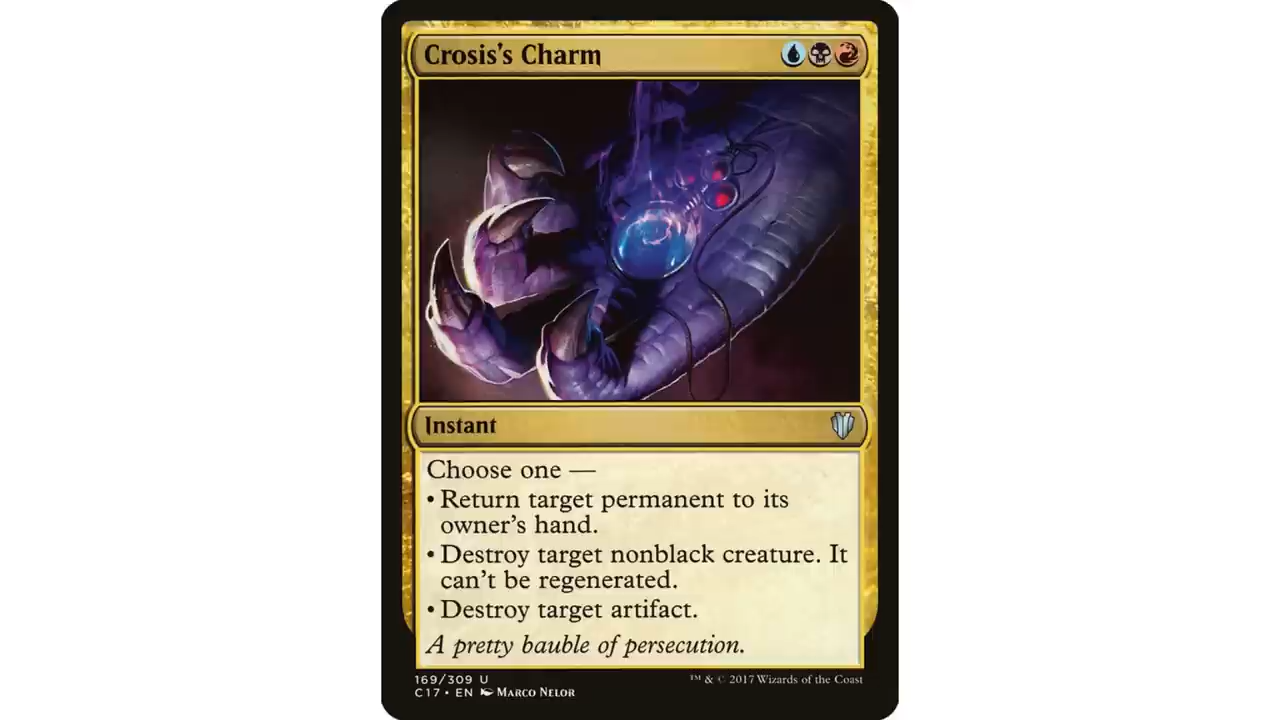 Crosis's Charm
Instant
Choose one —
• Return target permanent to its
owner's hand.
• Destroy target nonblack creature. It
can't be regenerated.
• Destroy target artifact.
A pretty bauble of persecution.
169/309 U
C17 • EN Marco Nelor
™ & © 2017 Wizards of the Coast